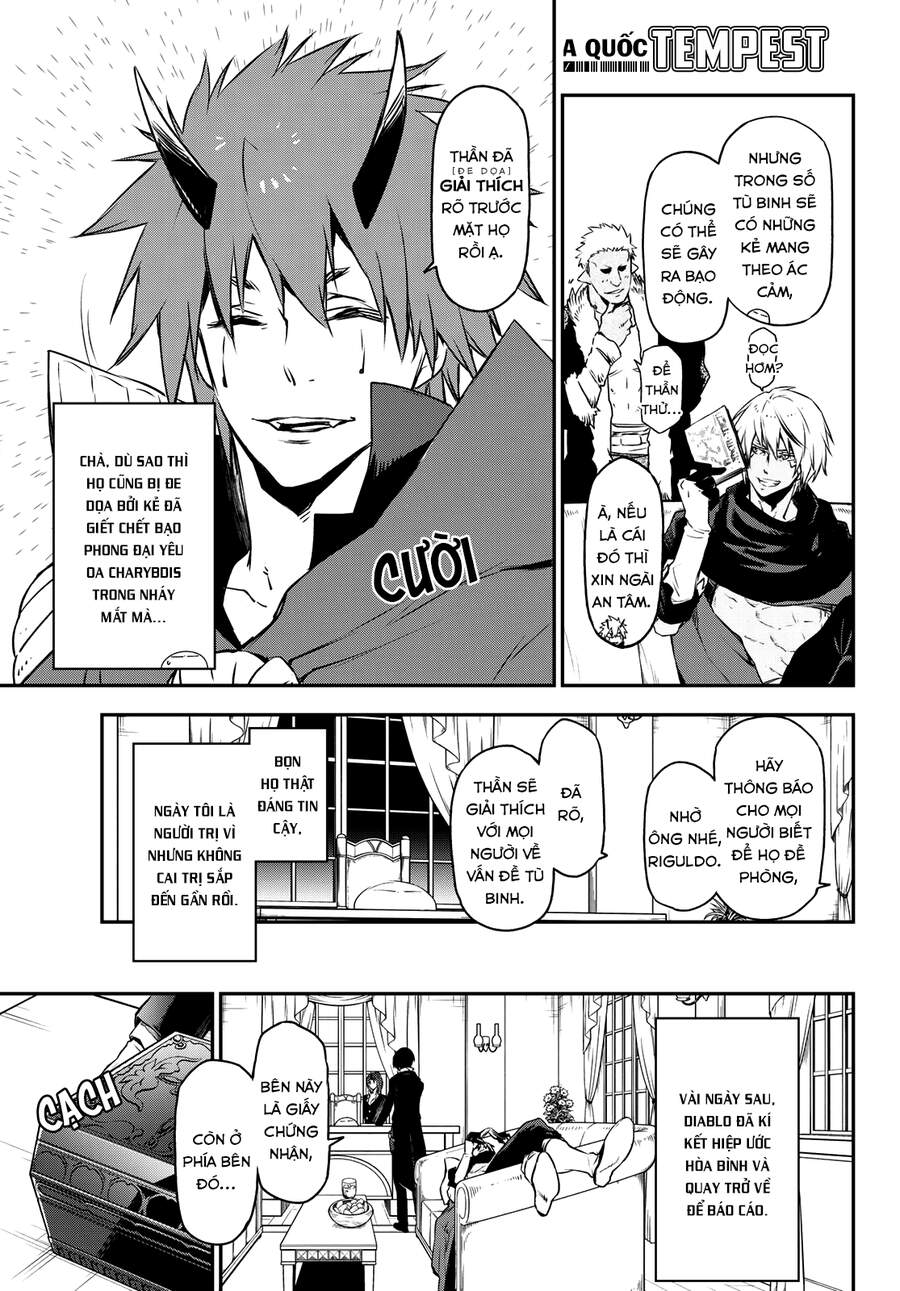 A QUỐC TEMPEST
NHƯNG
TRONG SỐ
TÙ BINH SẼ
CÓ NHỮNG
KẺ MANG
THEO ÁC
CẢM,
CHÚNG
CÓ THỂ
SẼ GÂY
RA BẠO
ĐỘNG.
ĐỌC
HƠM?
ĐỂ
THẦN
THỬ...
À, NẾU
LÀ CÁI
ĐÓ THÌ
XIN NGÀI
AN TÂM.
THẦN ĐÃ
[ĐE DỌA]
GIẢI THÍCH
RÕ TRƯỚC
MẶT HỌ
RỒI Ạ.
CƯỜI
CHÀ, DÙ SAO THÌ
HỌ CŨNG BỊ ĐE
DỌA BỞI KẺ ĐÃ
GIẾT CHẾT BẠO
PHONG ĐẠI YÊU
OA CHARYBDIS
TRONG NHÁY
MẮT MÀ...
HÃY
THÔNG BÁO
CHO MỌI
NGƯỜI BIẾT
ĐỂ HỌ ĐỀ
PHÒNG,
NHỜ
ÔNG NHÉ,
RIGULDO.
ĐÃ
RÕ,
THẦN SẼ
GIẢI THÍCH
VỚI MỌI
NGƯỜI VỀ
VẤN ĐỀ TÙ
BINH.
BỌN
HỌ THẬT
ĐÁNG TIN
CẬY.
NGÀY TÔI LÀ
NGƯỜI TRỊ VÌ
NHƯNG KHÔNG
CAI TRỊ SẮP
ĐẾN GẦN RỒI.
VÀI NGÀY SAU,
DIABLO ĐÃ KÍ
KẾT HIỆP ƯỚC
HÒA BÌNH VÀ
QUAY TRỞ VỀ
ĐỂ BÁO CÁO.
BÊN NÀY
LÀ GIẤY
CHỨNG
NHẬN,
CÒN Ở
PHÍA BÊN
ĐÓ...
CẠCH